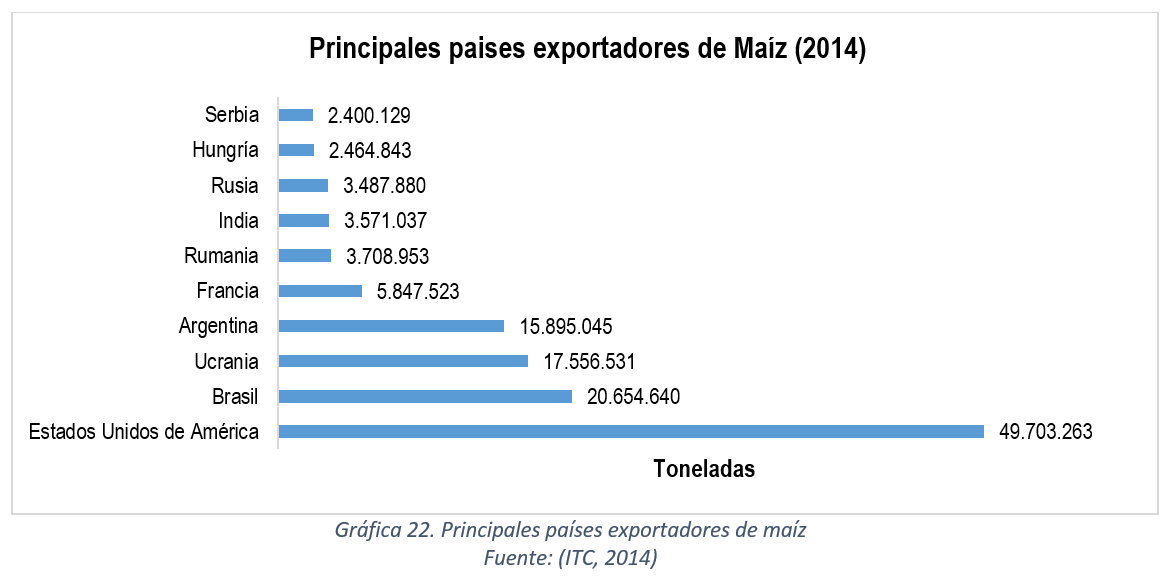 Principales paises exportadores de Maíz (2014)
Serbia 2.400.129
Hungría 2.464.843
Rusia 3.487.880
India 3.571.037
Rumania 3.708.953
Francia 5.847.523
Argentina 15.895.045
Ucrania 17.556.531
Brasil 20.654.640
Estados Unidos de América 49.703.263
Toneladas
Gráfica 22. Principales países exportadores de maíz
Fuente: (ITC, 2014)